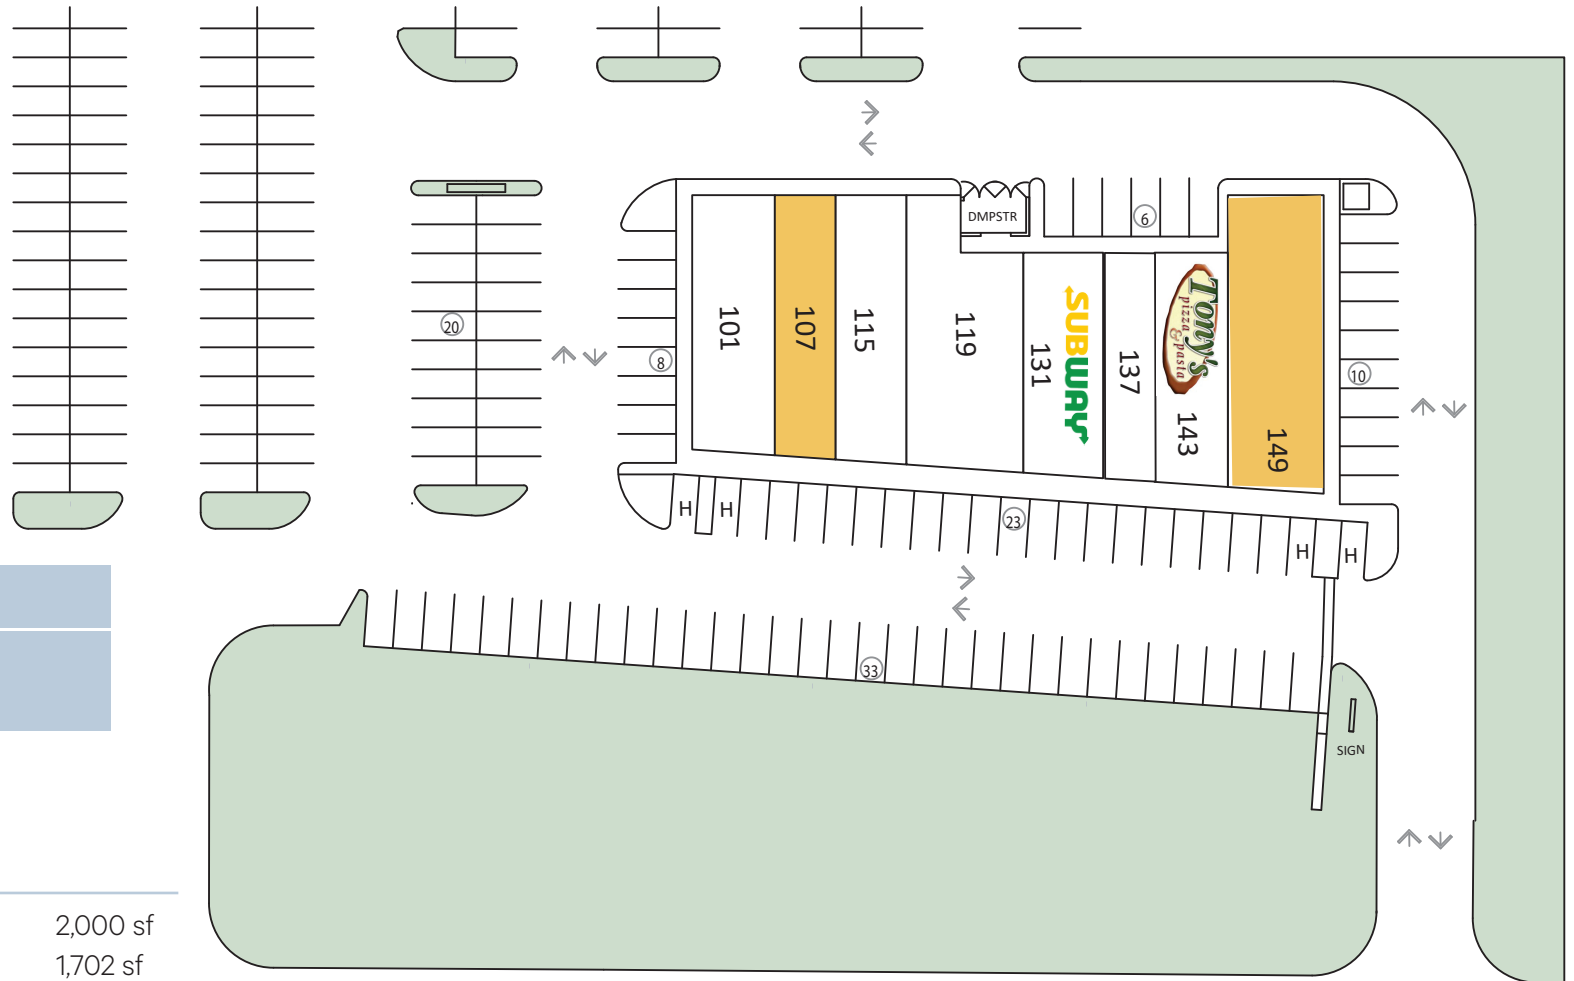 DMPSTR
6
20
8
10
101
107
115
119
131
SUBWAY
137
Tony's
pizza
& pasta
143
149
H
H
23
H
H
33
SIGN
2,000 sf
1,702 sf